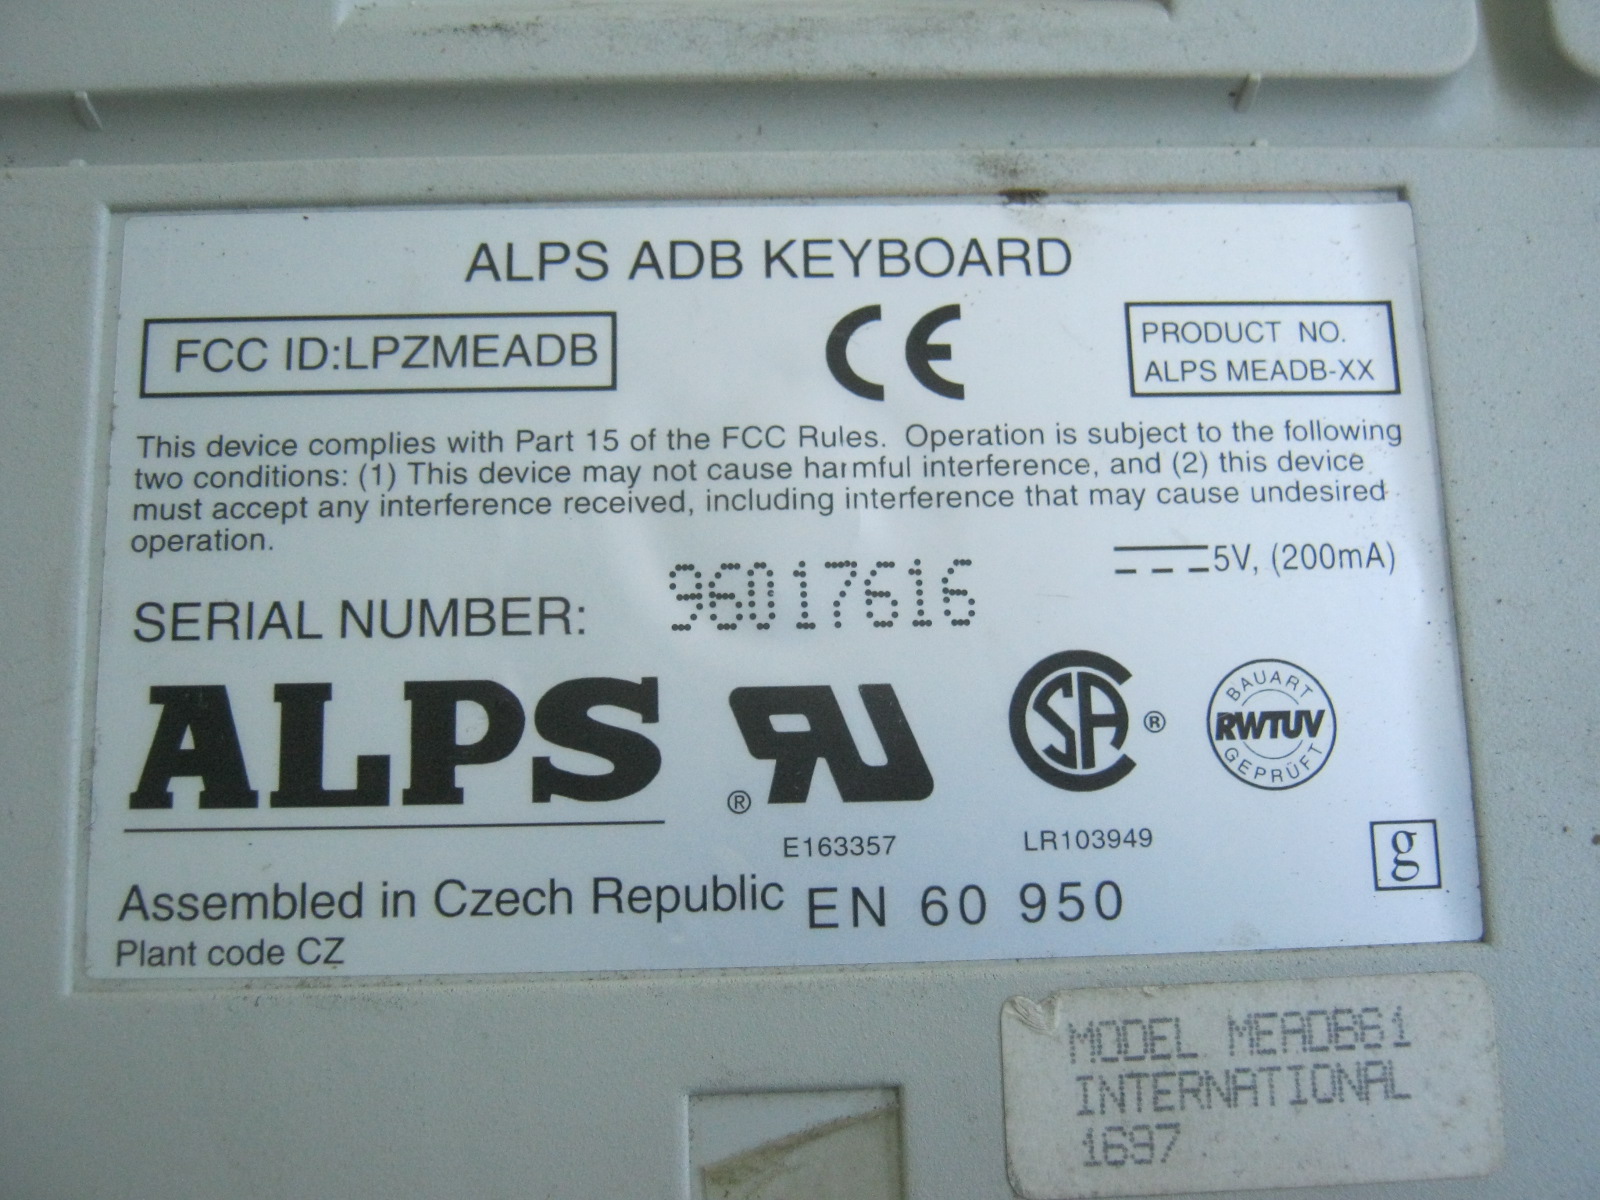 ALPS ADB KEYBOARD
FCC ID:LPZMEADB
CE
PRODUCT NO.
ALPS MEADB-XX
This device complies with Part 15 of the FCC Rules. Operation is subject to the following
two conditions: (1) This device may not cause harmful interference, and (2) this device
must accept any interference received, including interference that may cause undesired
operation.
5V, (200mA)
SERIAL NUMBER: 96017616
ALPS
RU ®
E163357
CSA ®
LR103949
BAUART
RWTUV
GEPRÜFT
g
Assembled in Czech Republic EN 60 950
Plant code CZ
MODEL MEADB61
INTERNATIONAL
1697